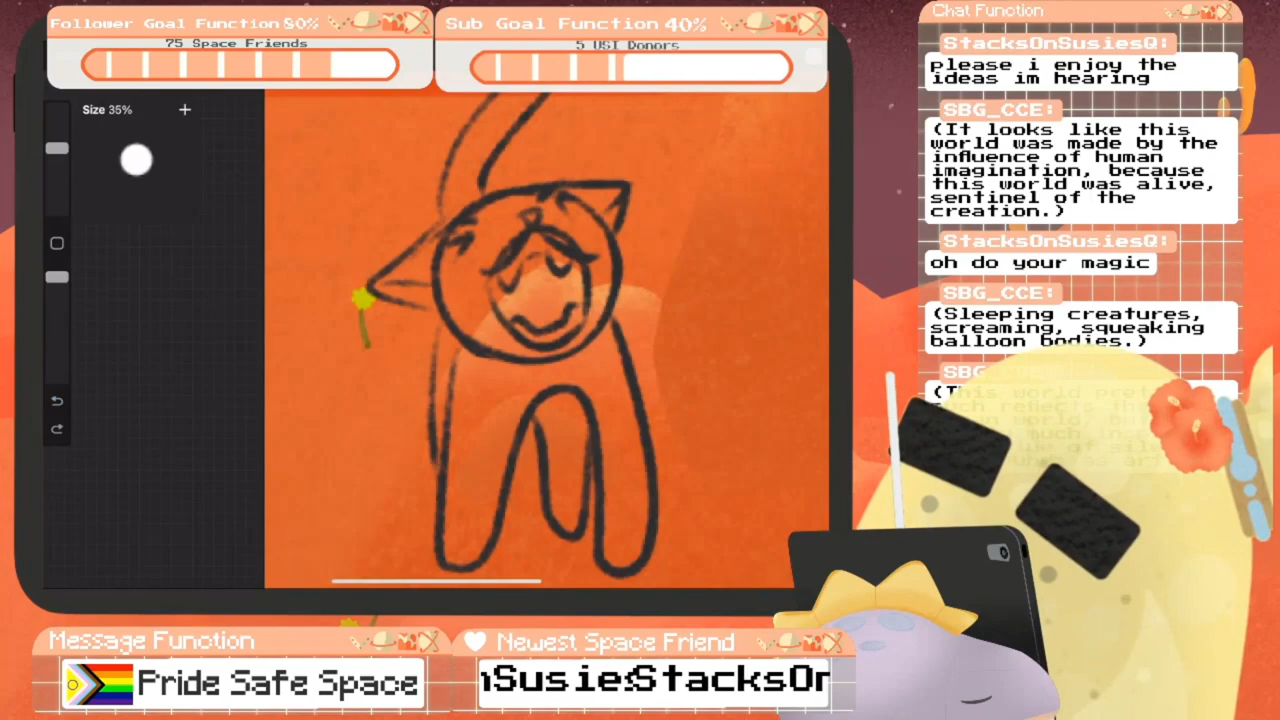 Follower Goal Function 80%
75 Space Friends
Sub Goal Function 40%
5 USI Donors
Size 35%
Chat Function
StacksOnSusiesQ:
please i enjoy the
ideas im hearing
SBG_CCE:
(It looks like this
world was made by the
influence of human
imagination, because
this world was alive,
sentinel of the
creation.)
StacksOnSusiesQ:
oh do your magic
SBG_CCE:
(Sleeping creatures,
screaming, squeaking
balloon bodies.)
SBG
Message Function
Pride Safe Space
Newest Space Friend
nSusiesStacksOn